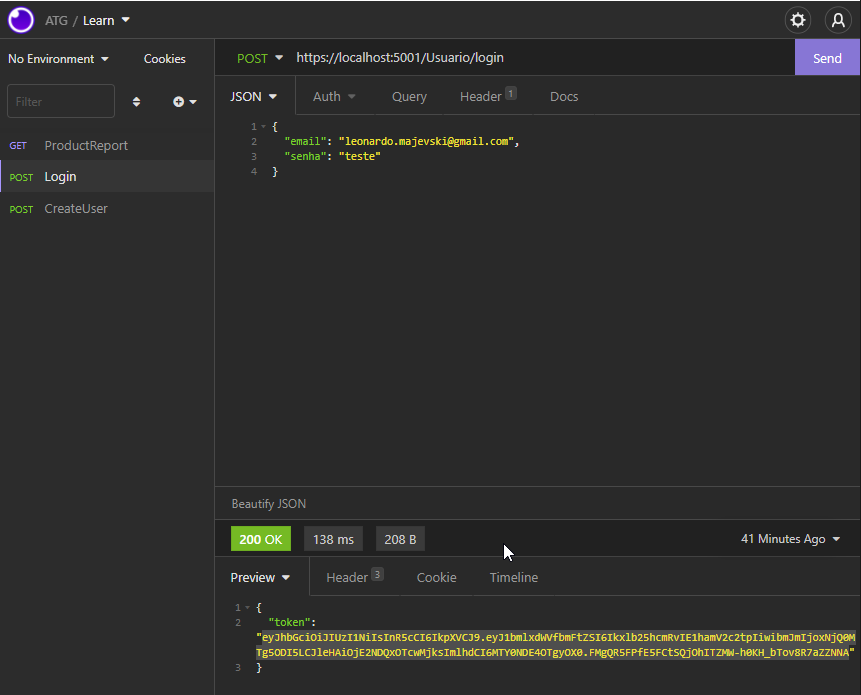 ATG / Learn
No Environment
Cookies
POST
https://localhost:5001/Usuario/login
Send
Filter
JSON
Auth
Query
Header 1
Docs
GET ProductReport
POST Login
POST CreateUser
1 {
2 "email": "leonardo.majevski@gmail.com",
3 "senha": "teste"
4 }
Beautify JSON
200 OK
138 ms
208 B
41 Minutes Ago
Preview
Header 3
Cookie
Timeline
1 {
2 "token":
"eyJhbGciOiJIUzI1NiIsInR5cCI6IkpXVCJ9.eyJ1bmlxdWVfbmFtZSI6Ikxlb25hcmRvIE1hamV2c2tpIiwibmJmIjoxNjQ0M
Tg5ODI5LCJleHAiOjE2NDQxOTcwMjksImlhdCI6MTY0NDE4OTgyOX0.FMgQR5FPfE5FCtSQjOhITZMW-h0KH_bTov8R7aZZNNA"
3 }